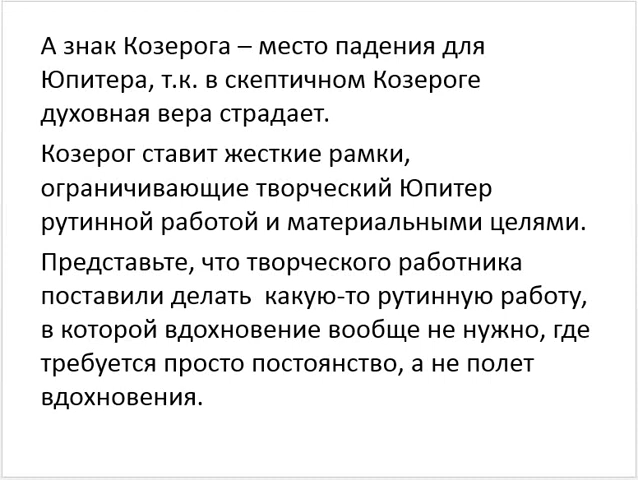 А знак Козерога – место падения для
Юпитера, т.к. в скептичном Козероге
духовная вера страдает.
Козерог ставит жесткие рамки,
ограничивающие творческий Юпитер
рутинной работой и материальными целями.
Представьте, что творческого работника
поставили делать  какую-то рутинную работу,
в которой вдохновение вообще не нужно, где
требуется просто постоянство, а не полет
вдохновения.